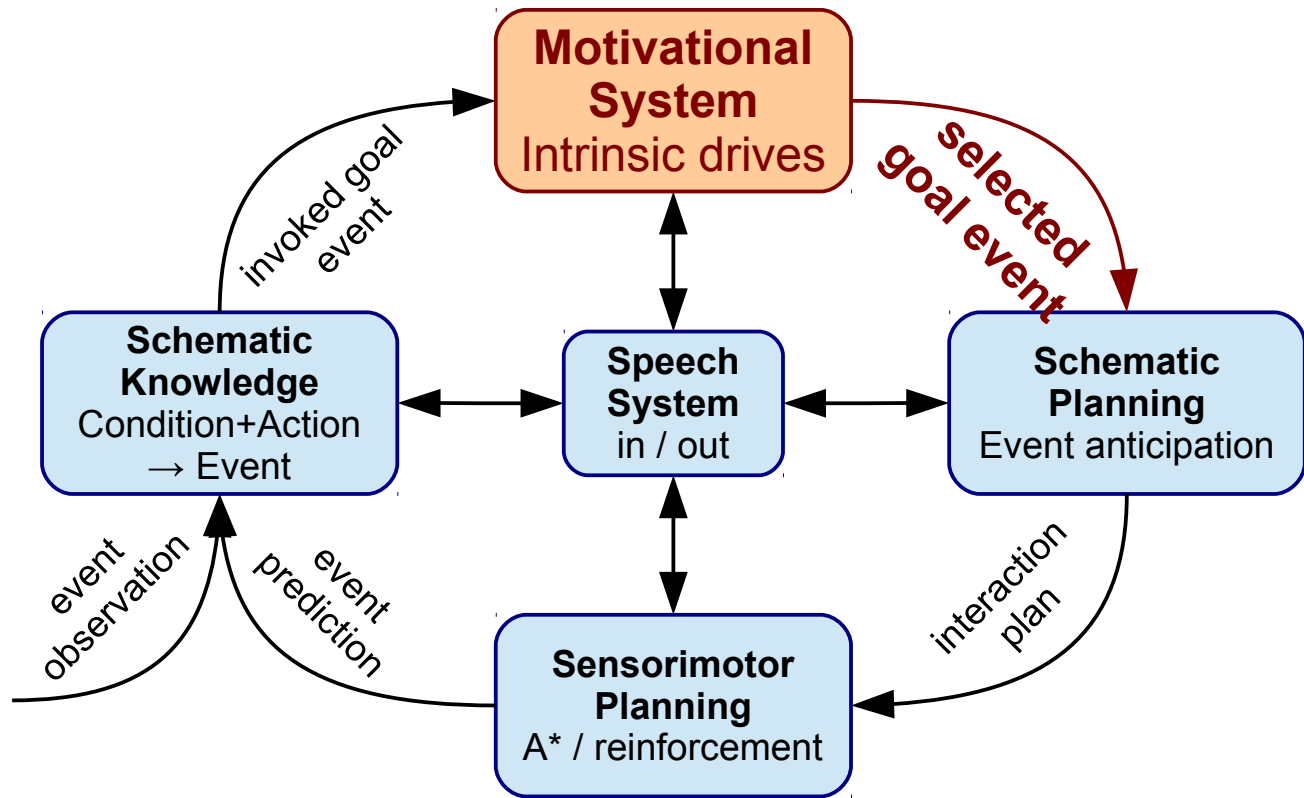 Motivational
System
Intrinsic drives
invoked goal
event
selected
goal event
Schematic
Knowledge
Condition+Action
→ Event
Speech
System
in / out
Schematic
Planning
Event anticipation
event
observation
event
prediction
interaction
plan
Sensorimotor
Planning
A* / reinforcement